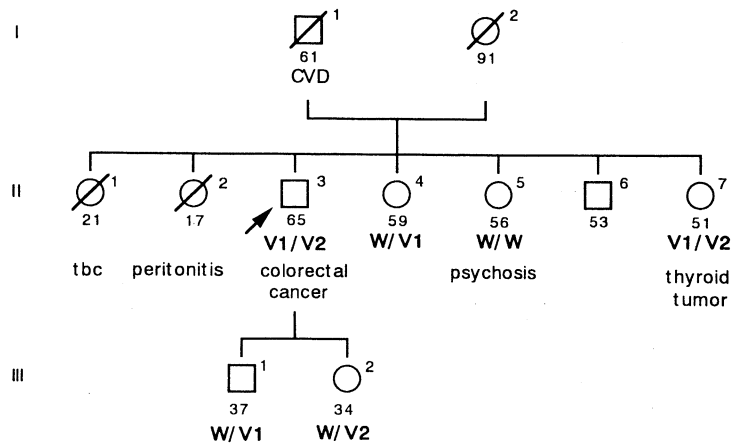 I
1
2
61
91
CVD
II
1
2
3
4
5
6
7
21
17
65
59
56
53
51
V1/V2
W/V1
W/W
V1/V2
tbc
peritonitis
colorectal
cancer
psychosis
thyroid
tumor
III
1
2
37
34
W/V1
W/V2